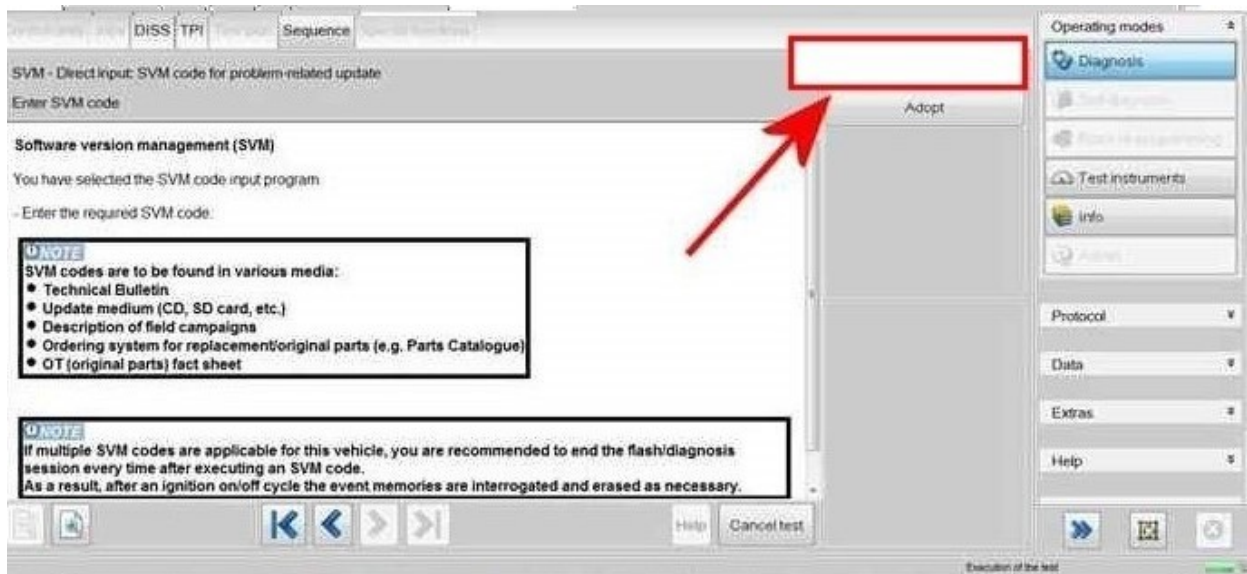 DISS TPI Sequence
SVM - Direct input: SVM code for problem-related update
Enter SVM code
Adopt
Software version management (SVM)
You have selected the SVM code input program
- Enter the required SVM code:
NOTE
SVM codes are to be found in various media:
• Technical Bulletin
• Update medium (CD, SD card, etc.)
• Description of field campaigns
• Ordering system for replacement/original parts (e.g. Parts Catalogue)
• OT (original parts) fact sheet
NOTE
If multiple SVM codes are applicable for this vehicle, you are recommended to end the flash/diagnosis
session every time after executing an SVM code.
As a result, after an ignition on/off cycle the event memories are interrogated and erased as necessary.
Help Cancel test
Operating modes
Diagnosis
Test instruments
Info
Protocol
Data
Extras
Help
Execution of the test